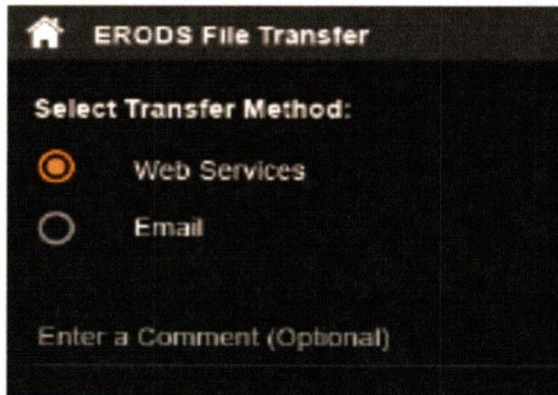 ERODS File Transfer
Select Transfer Method:
Web Services
Email
Enter a Comment (Optional)